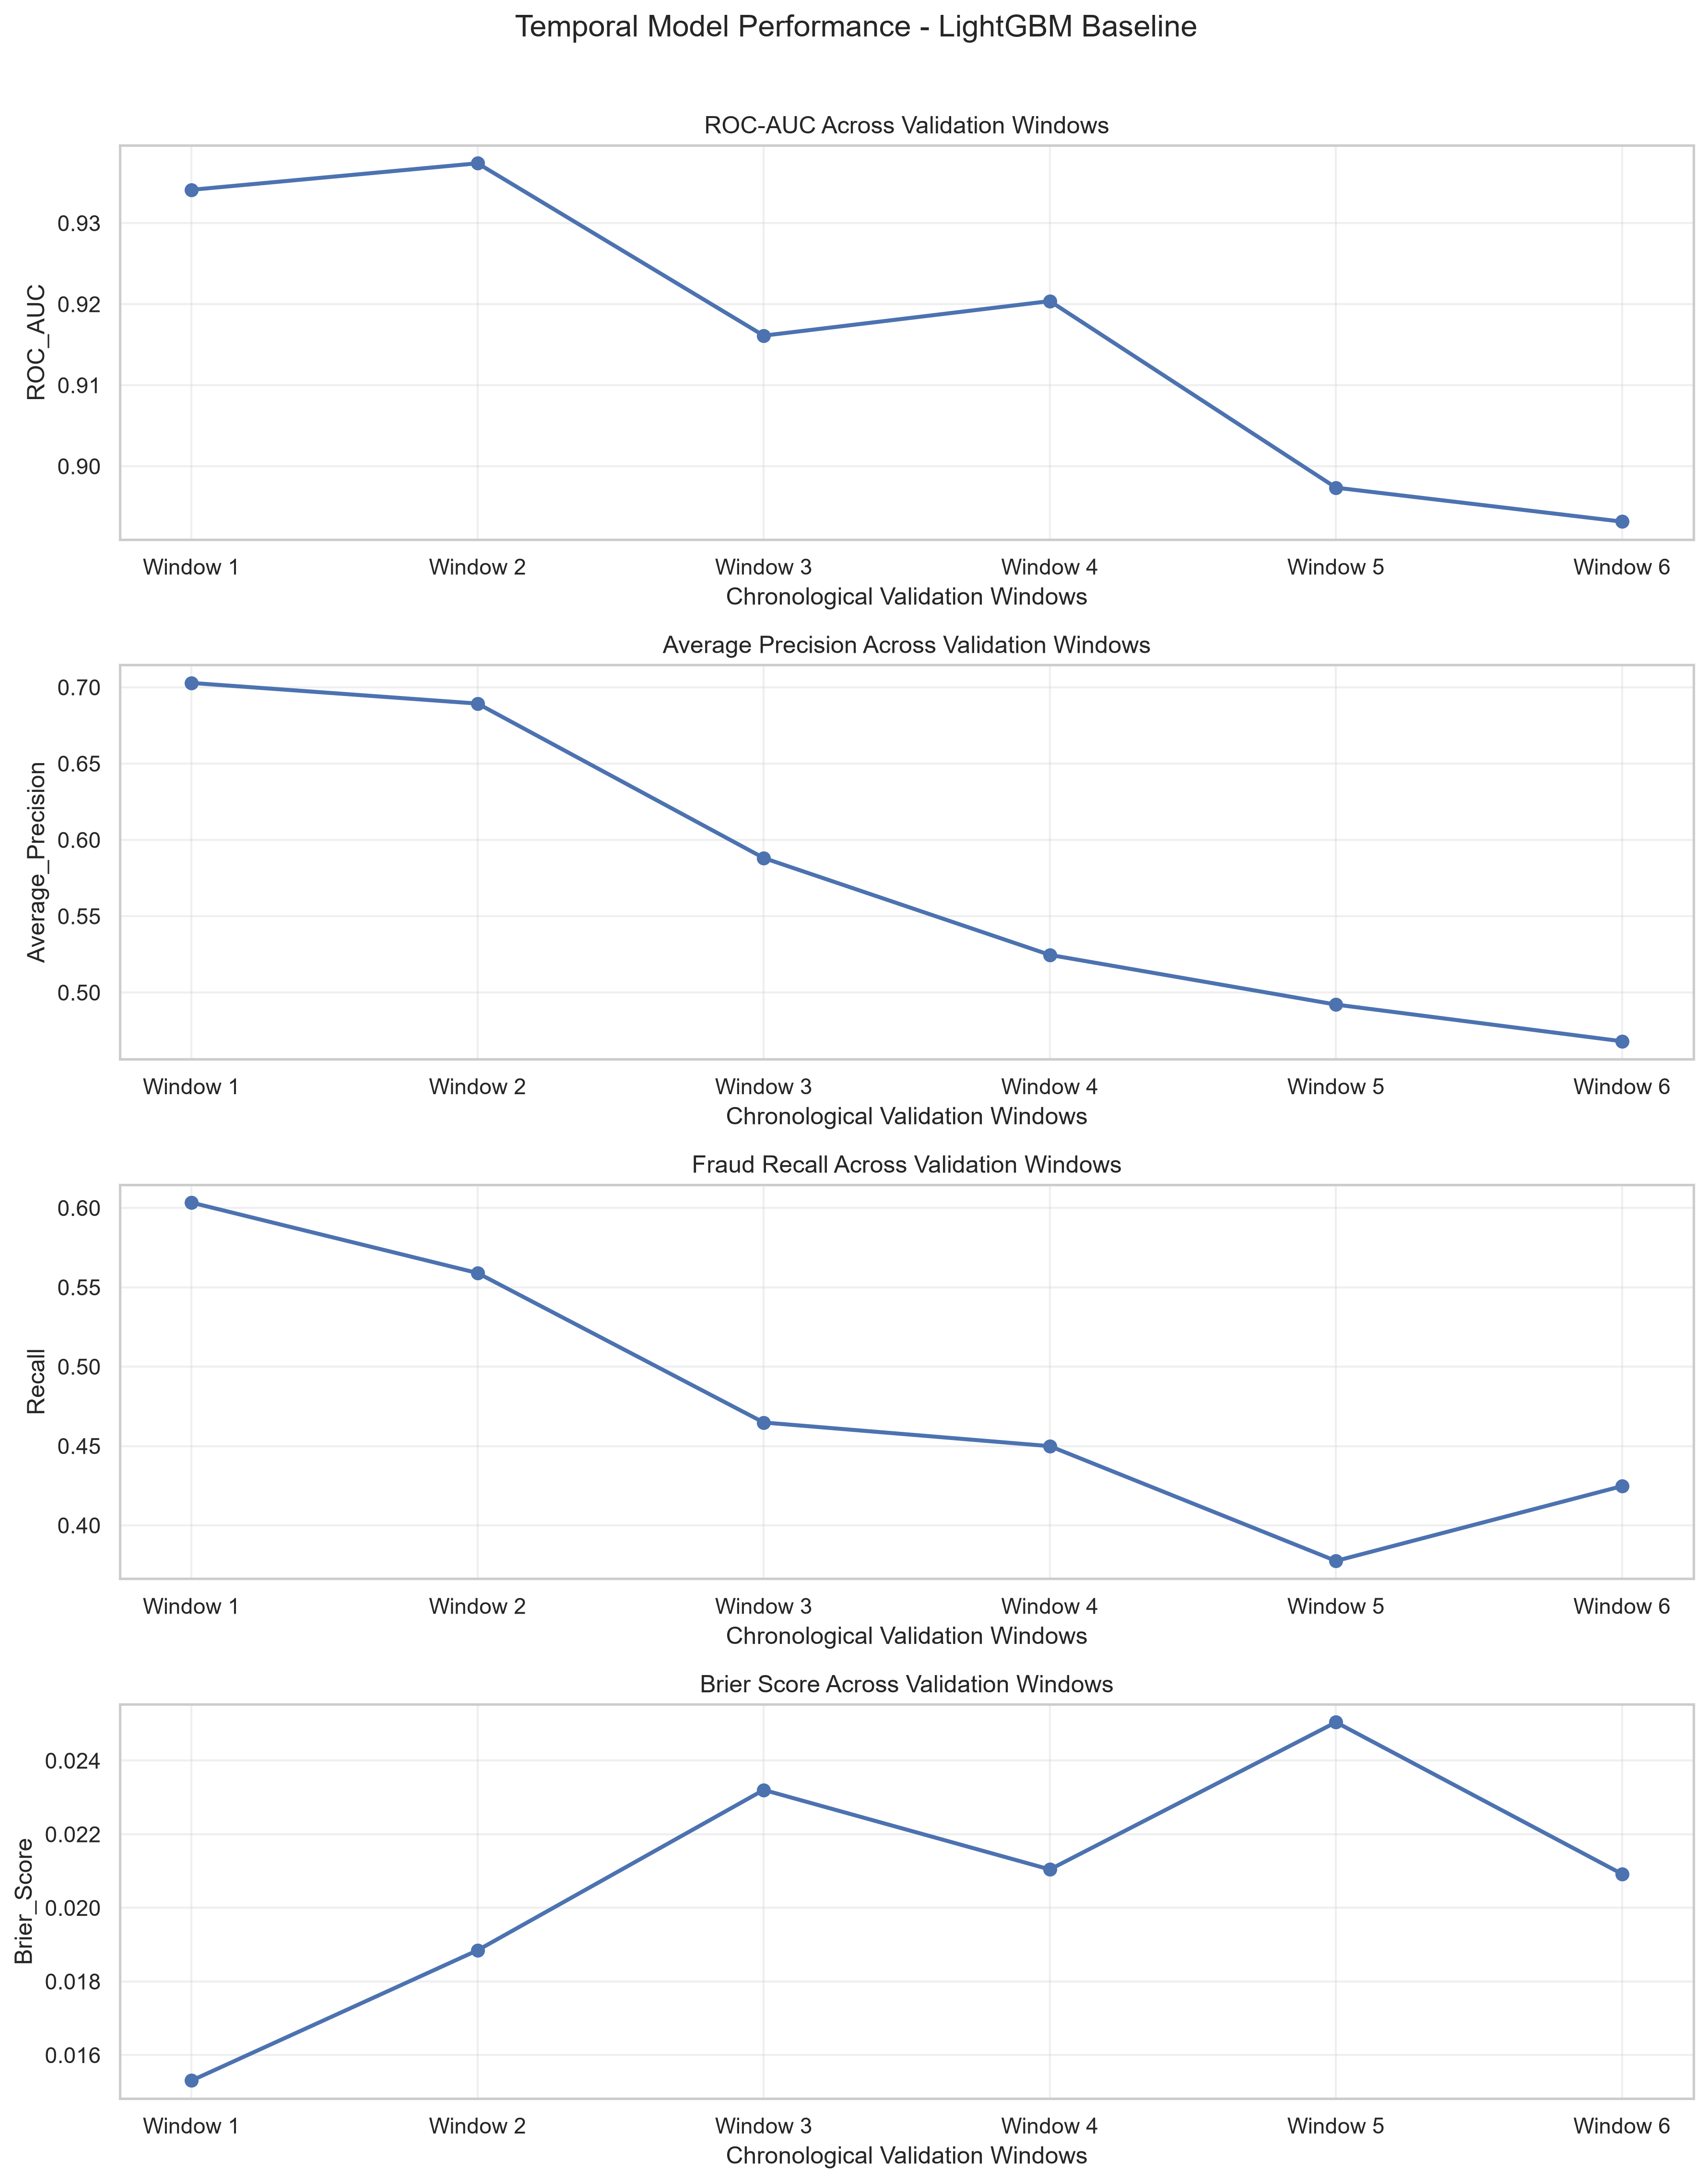 Temporal Model Performance - LightGBM Baseline
ROC-AUC Across Validation Windows
ROC_AUC
0.93
0.92
0.91
0.90
Window 1 Window 2 Window 3 Window 4 Window 5 Window 6
Chronological Validation Windows
Average Precision Across Validation Windows
Average_Precision
0.70
0.65
0.60
0.55
0.50
Window 1 Window 2 Window 3 Window 4 Window 5 Window 6
Chronological Validation Windows
Fraud Recall Across Validation Windows
Recall
0.60
0.55
0.50
0.45
0.40
Window 1 Window 2 Window 3 Window 4 Window 5 Window 6
Chronological Validation Windows
Brier Score Across Validation Windows
Brier_Score
0.024
0.022
0.020
0.018
0.016
Window 1 Window 2 Window 3 Window 4 Window 5 Window 6
Chronological Validation Windows